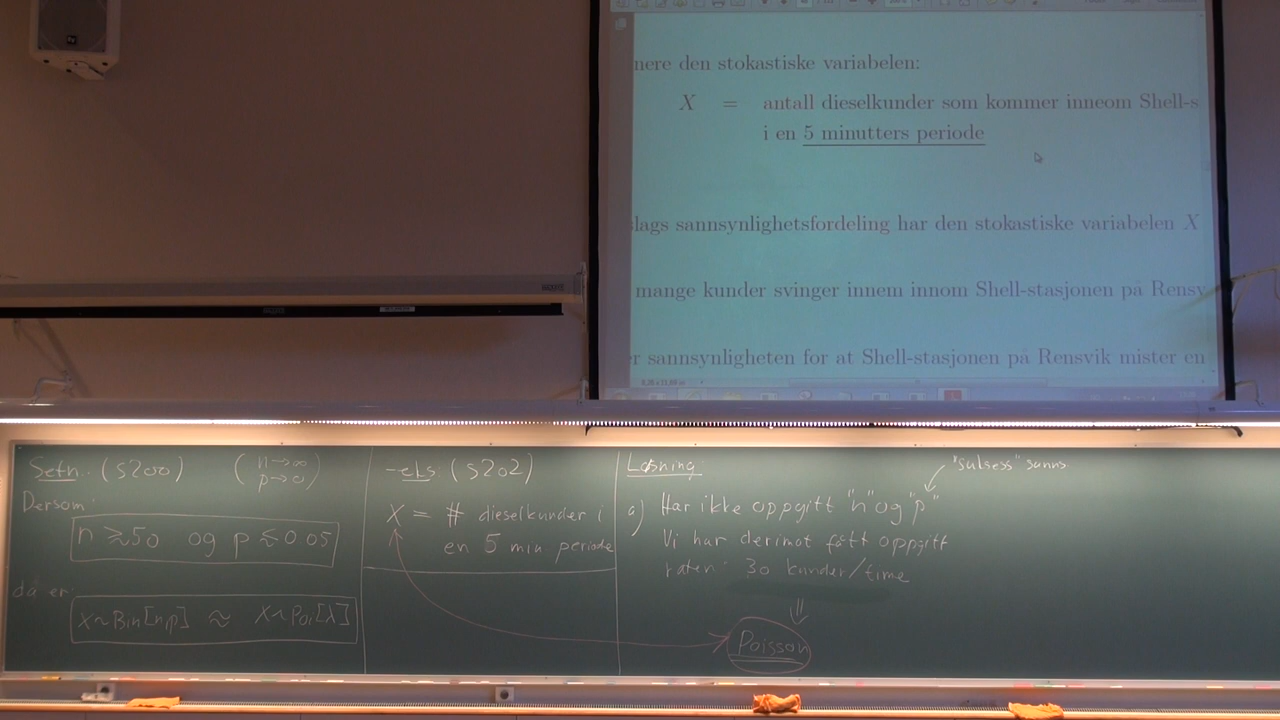 nere den stokastiske variabelen:
X = antall dieselkunder som kommer inneom Shell-s
i en 5 minutters periode
slags sannsynlighetsfordeling har den stokastiske variabelen X
mange kunder svinger innem innom Shell-stasjonen på Rensv
r sannsynligheten for at Shell-stasjonen på Rensvik mister en
Setn. (s200) (n→∞ p→0)
Dersom:
n ≥ 50 og p ≤ 0.05
då er:
X~Bin[n,p] ≈ X~Poi[λ]
-eks. (s202)
X = # dieselkunder i
en 5 min periode
Løsning
"suksess" sanns.
a) Har ikke oppgitt "n" og "p"
Vi har derimot fått oppgitt
raten: 30 kunder/time
⇓
Poisson